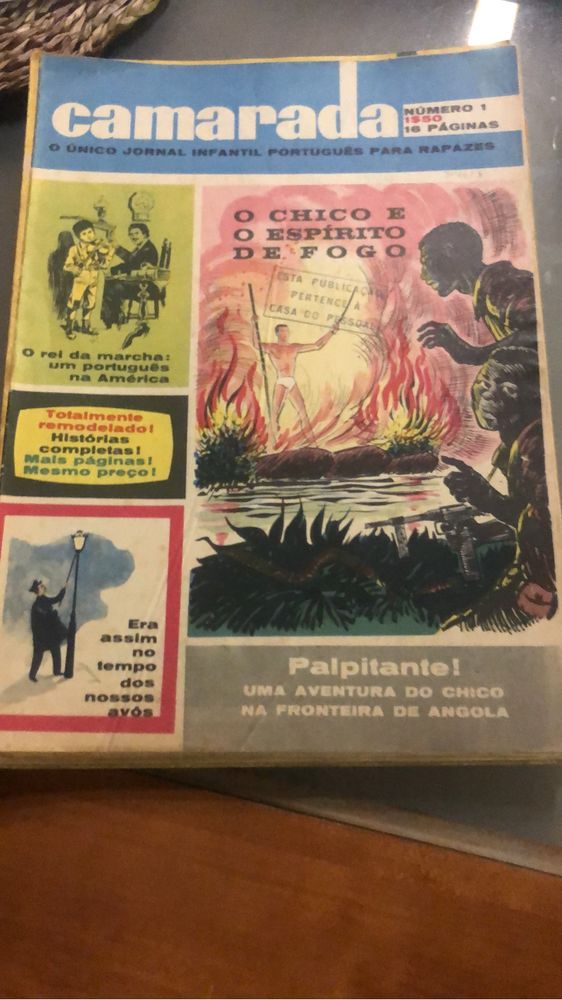 camarada
NÚMERO 1
1$50
16 PÁGINAS
O ÚNICO JORNAL INFANTIL PORTUGUÊS PARA RAPAZES
O rei da marcha:
um português
na América
Totalmente
remodelado!
Histórias
completas!
Mais páginas!
Mesmo preço!
Era
assim
no
tempo
dos
nossos
avós
O CHICO E
O ESPÍRITO
DE FOGO
ESTA PUBLICAÇÃO
PERTENCE À
CASA DO PESSOAL
Palpitante!
UMA AVENTURA DO CHICO
NA FRONTEIRA DE ANGOLA